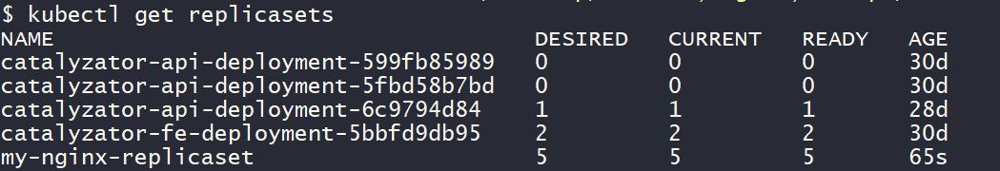 $ kubectl get replicasets
NAME DESIRED CURRENT READY AGE
catalyzator-api-deployment-599fb85989 0 0 0 30d
catalyzator-api-deployment-5fbd58b7bd 0 0 0 30d
catalyzator-api-deployment-6c9794d84 1 1 1 28d
catalyzator-fe-deployment-5bbfd9db95 2 2 2 30d
my-nginx-replicaset 5 5 5 65s